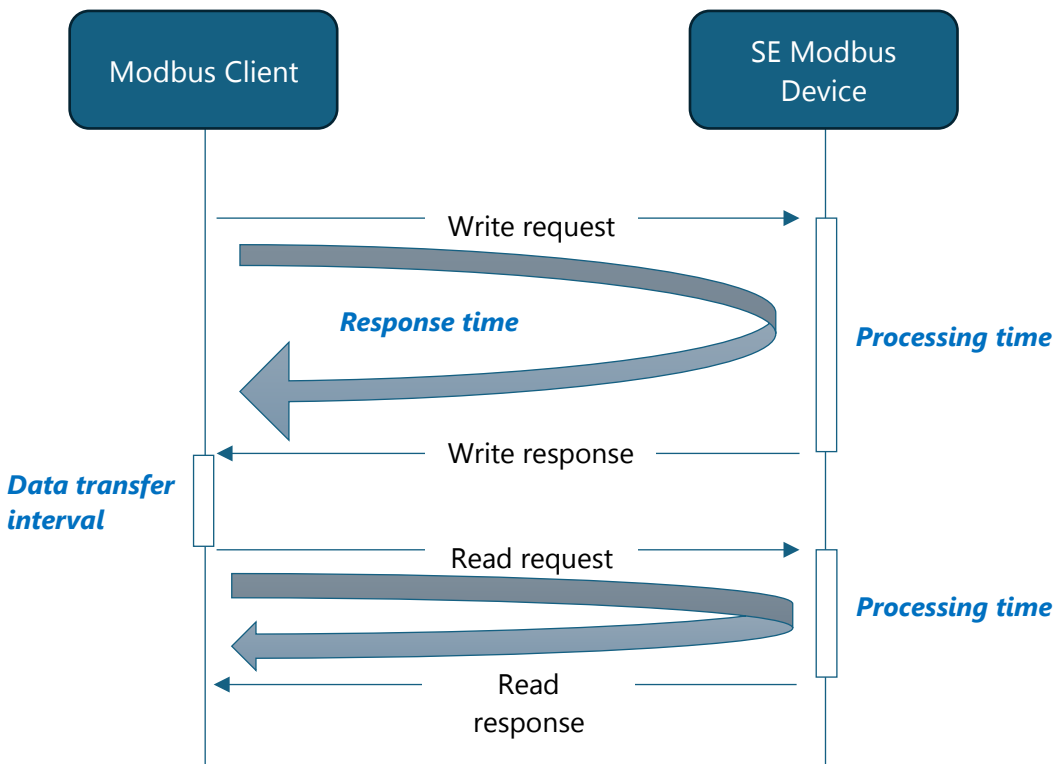 Modbus Client
SE Modbus
Device
Write request
Response time
Processing time
Write response
Data transfer
interval
Read request
Processing time
Read
response